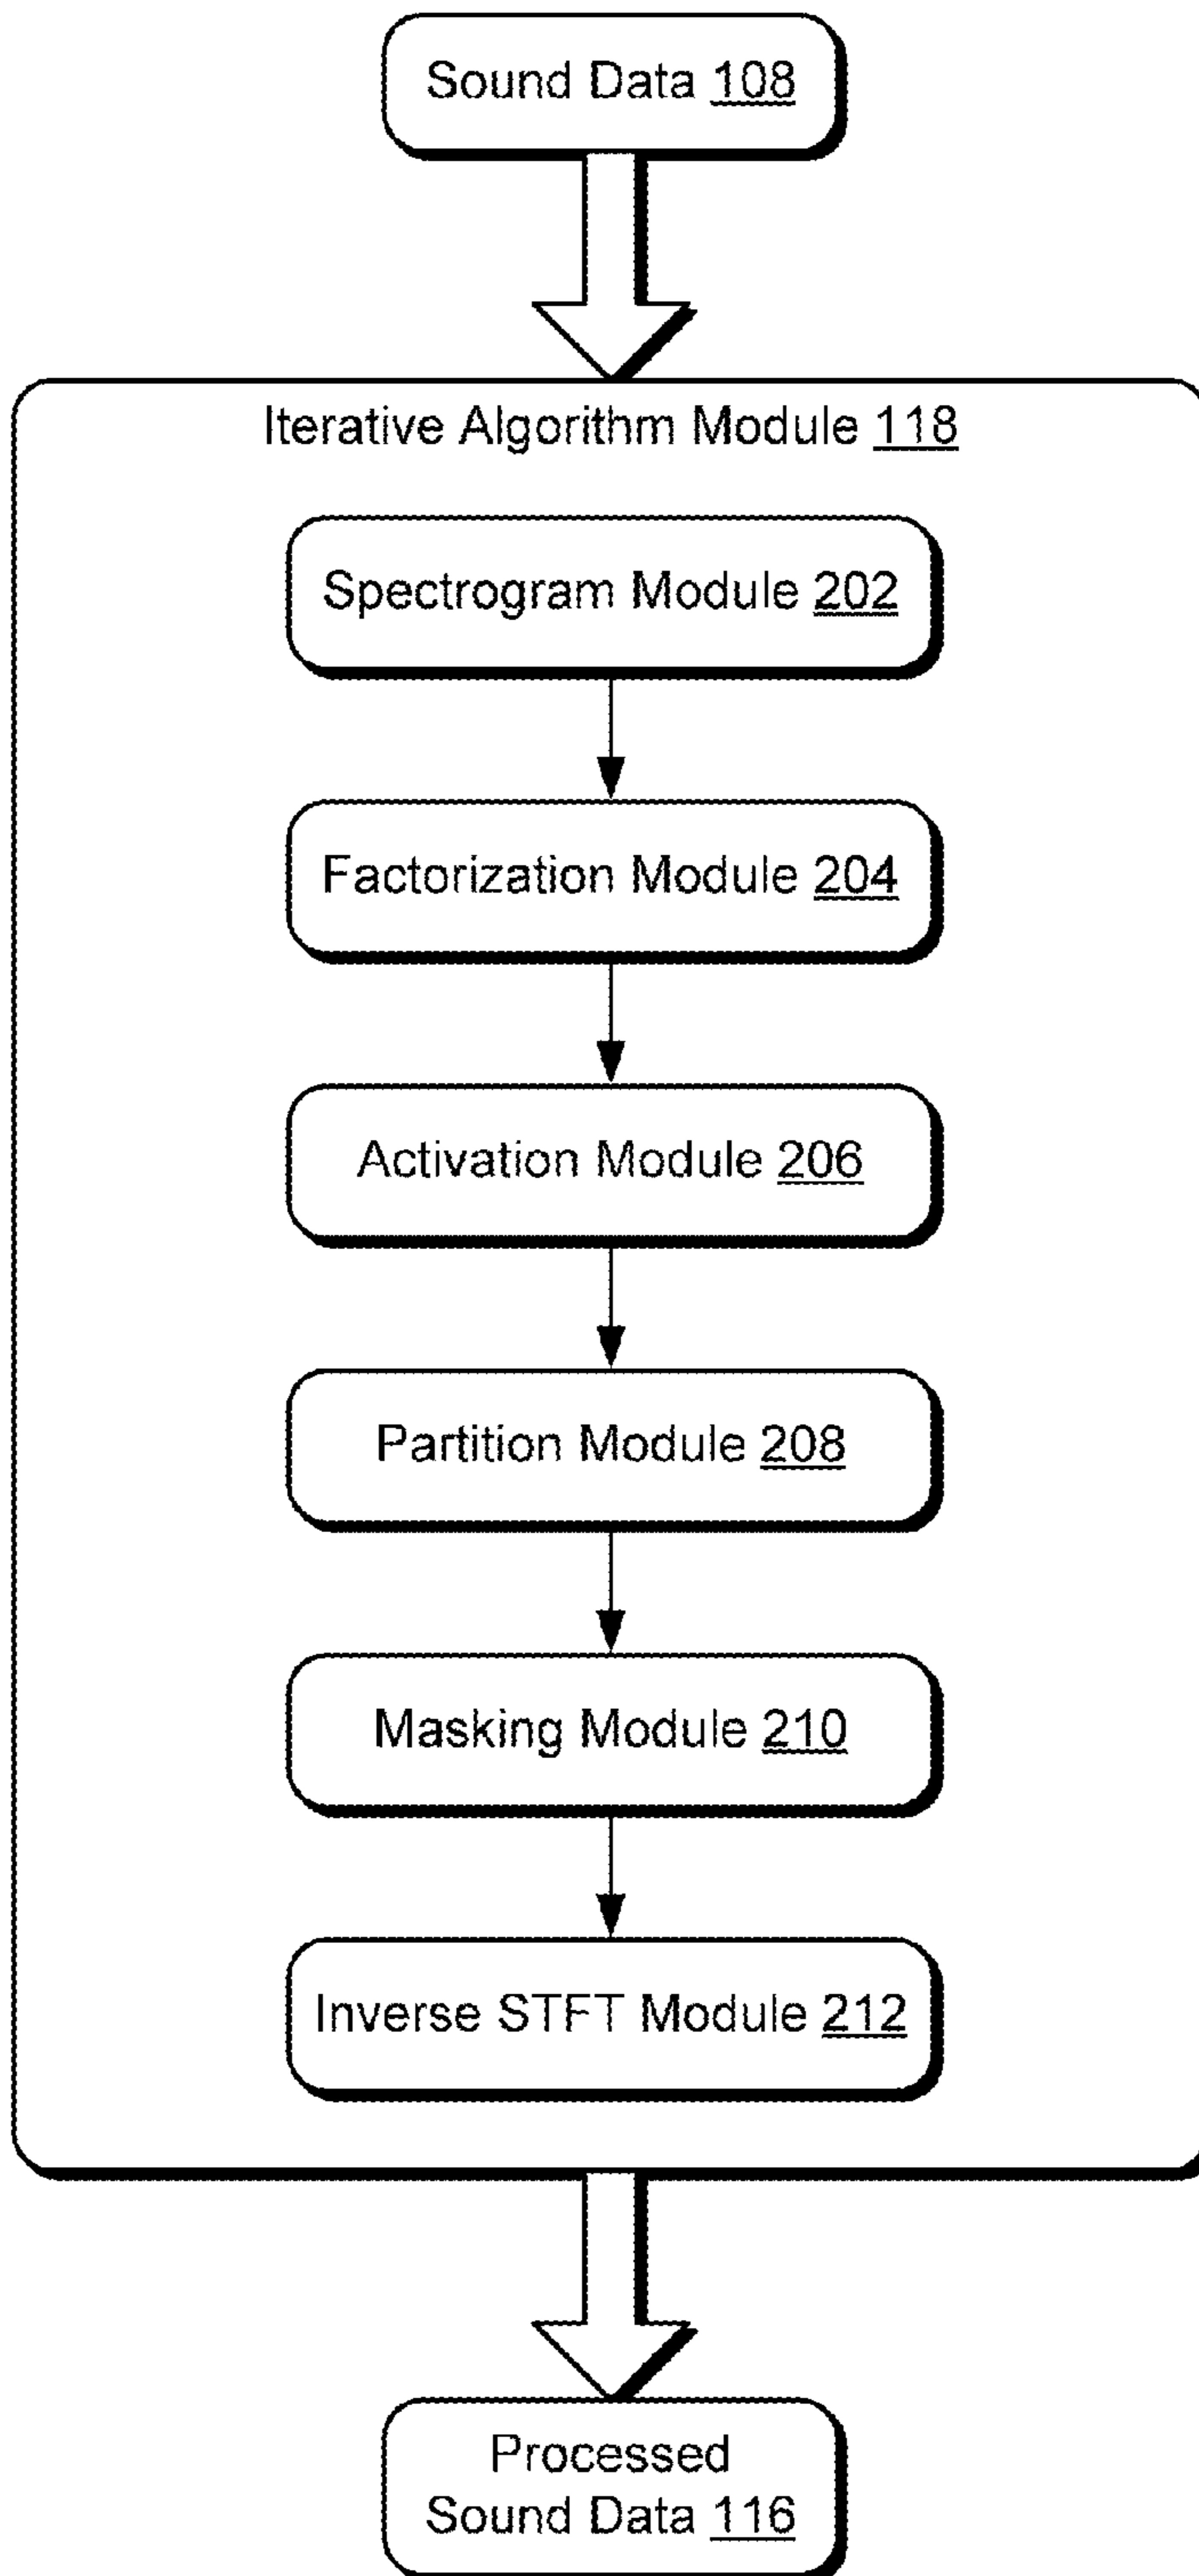 Sound Data 108
Iterative Algorithm Module 118
Spectrogram Module 202
Factorization Module 204
Activation Module 206
Partition Module 208
Masking Module 210
Inverse STFT Module 212
Processed
Sound Data 116